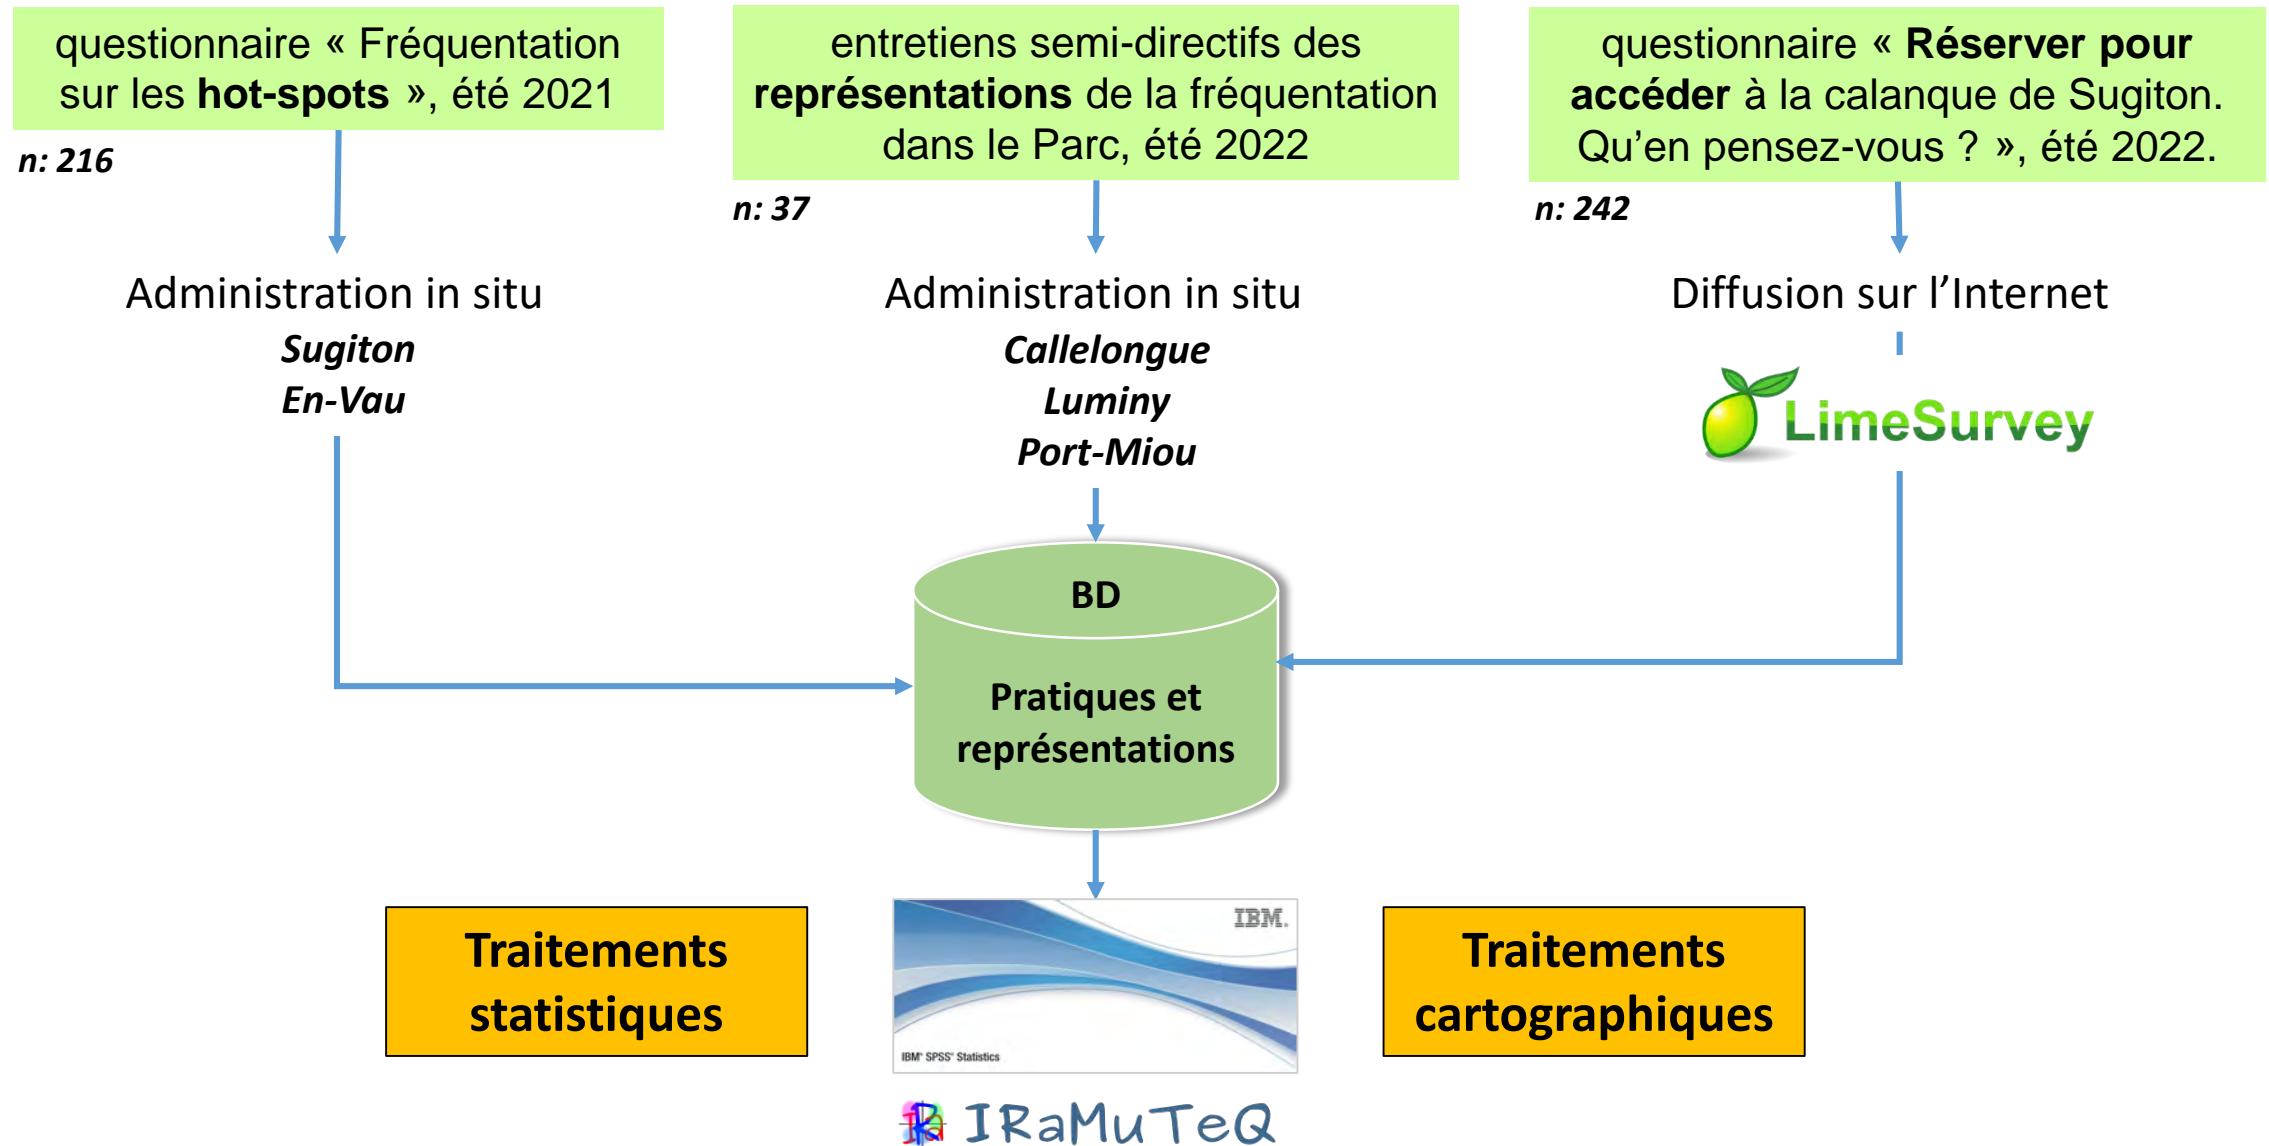 questionnaire « Fréquentation
sur les hot-spots », été 2021
n: 216
entretiens semi-directifs des
représentations de la fréquentation
dans le Parc, été 2022
n: 37
questionnaire « Réserver pour
accéder à la calanque de Sugiton.
Qu’en pensez-vous ? », été 2022.
n: 242
Administration in situ
Sugiton
En-Vau
Administration in situ
Callelongue
Luminy
Port-Miou
Diffusion sur l’Internet
LimeSurvey
BD
Pratiques et
représentations
Traitements
statistiques
IBM.
IBM® SPSS® Statistics
IRaMuTeQ
Traitements
cartographiques